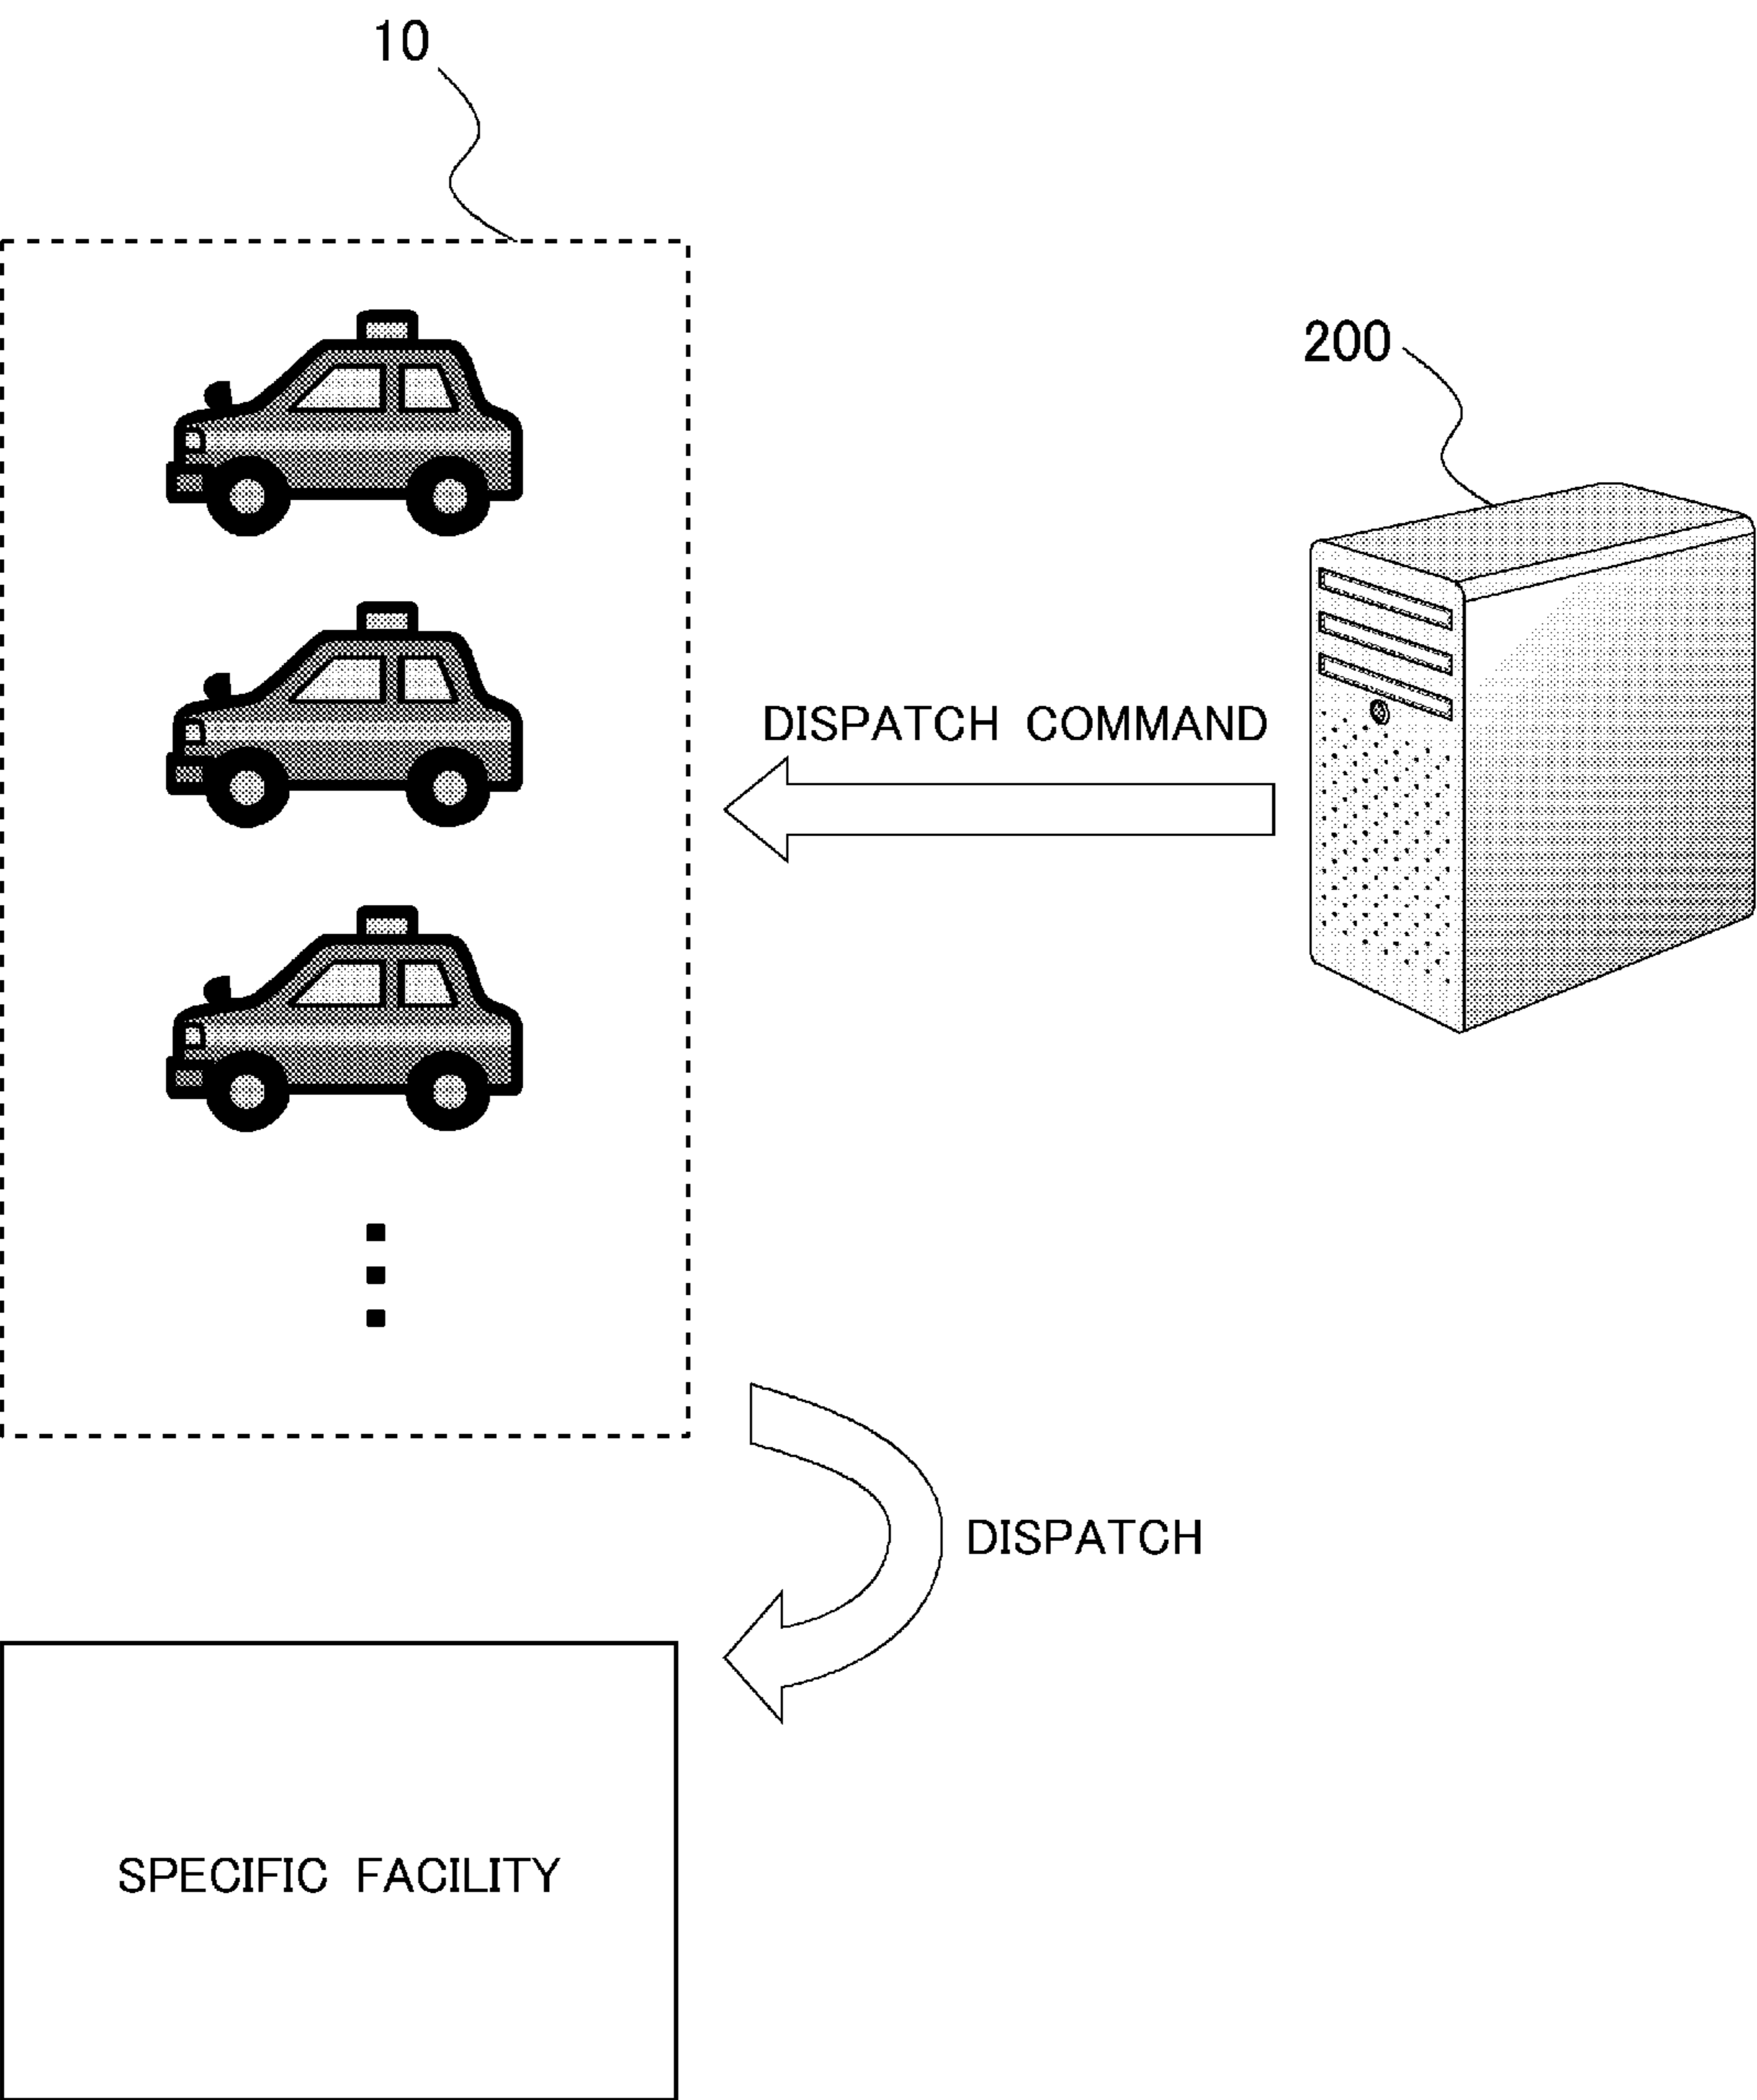 10
200
DISPATCH COMMAND
DISPATCH
SPECIFIC FACILITY